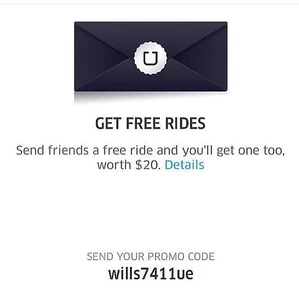 GET FREE RIDES
Send friends a free ride and you'll get one too,
worth $20. Details
SEND YOUR PROMO CODE
wills7411ue